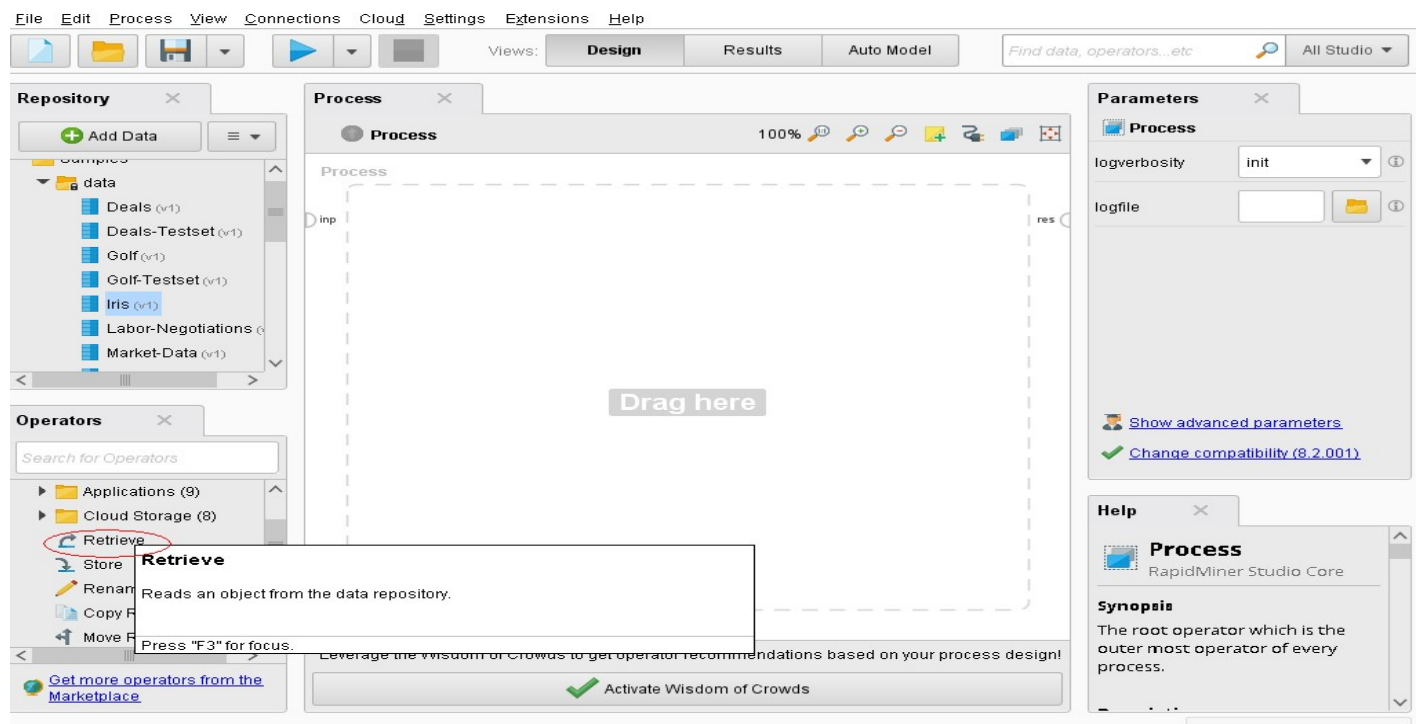 File Edit Process View Connections Cloud Settings Extensions Help
Views: Design Results Auto Model
Find data, operators...etc
All Studio
Repository
Add Data
data
Deals (v1)
Deals-Testset (v1)
Golf (v1)
Golf-Testset (v1)
Iris (v1)
Labor-Negotiations
Market-Data (v1)
Operators
Search for Operators
Applications (9)
Cloud Storage (8)
Retrieve
Store
Renam
Copy R
Move R
Get more operators from the
Marketplace
Process
Process
100%
Process
inp
res
Drag here
Retrieve
Reads an object from the data repository.
Press "F3" for focus.
Leverage the Wisdom of Crowds to get operator recommendations based on your process design!
Activate Wisdom of Crowds
Parameters
Process
logverbosity
init
logfile
Show advanced parameters
Change compatibility (8.2.001)
Help
Process
RapidMiner Studio Core
Synopsis
The root operator which is the
outer most operator of every
process.